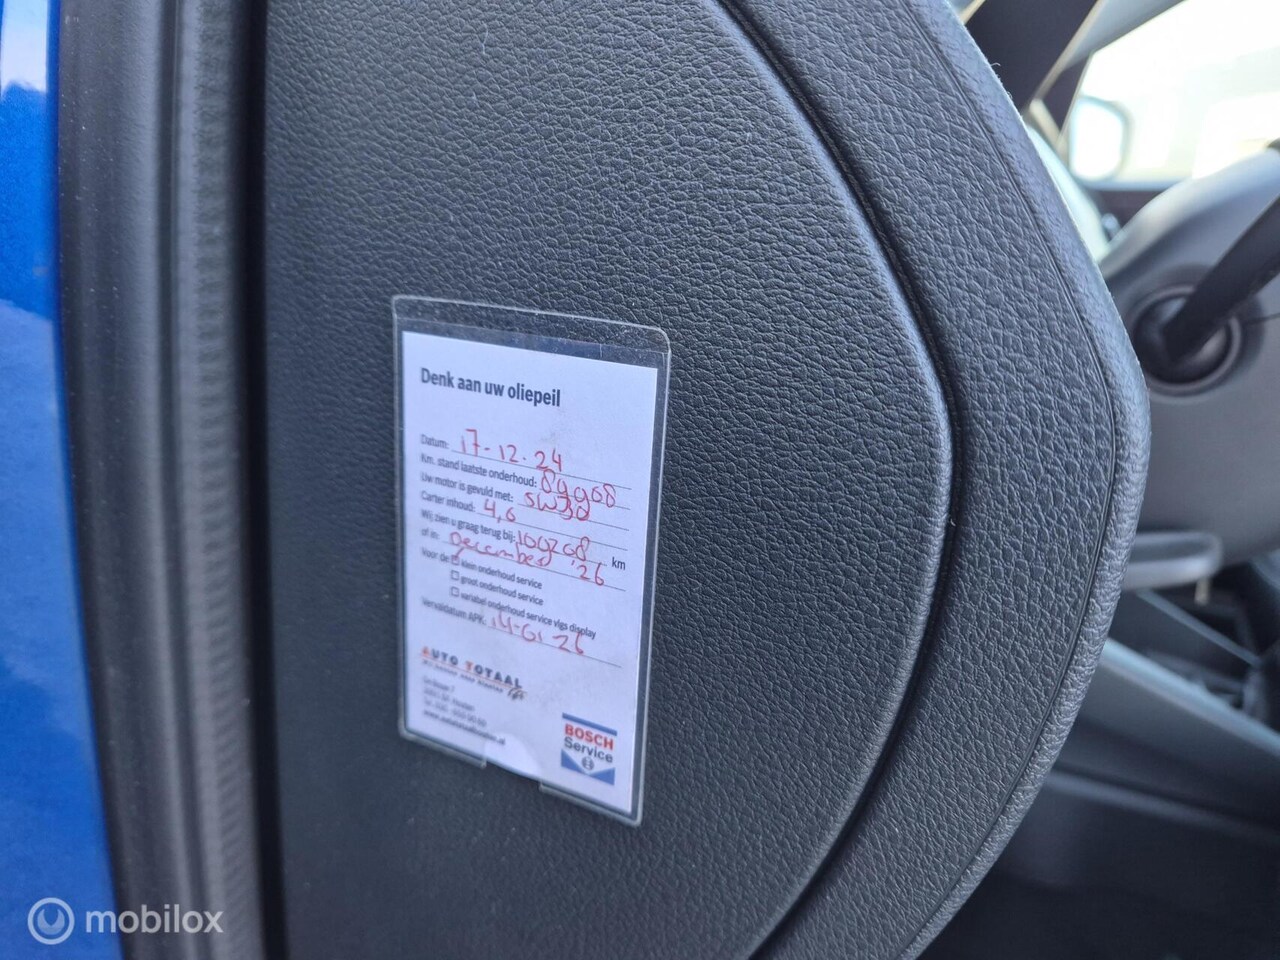 Denk aan uw oliepeil
Datum: 17-12-24
Km. stand laatste onderhoud: 89908
Uw motor is gevuld met: 5W30
Carter inhoud: 4,6
Wij zien u graag terug bij: 109208 km
of in: December '26
Voor de: klein onderhoud service
groot onderhoud service
variabel onderhoud service vlgs display
Vervaldatum APK: 14-01-26
AUTO TOTAAL
BOSCH
Service
mobilox